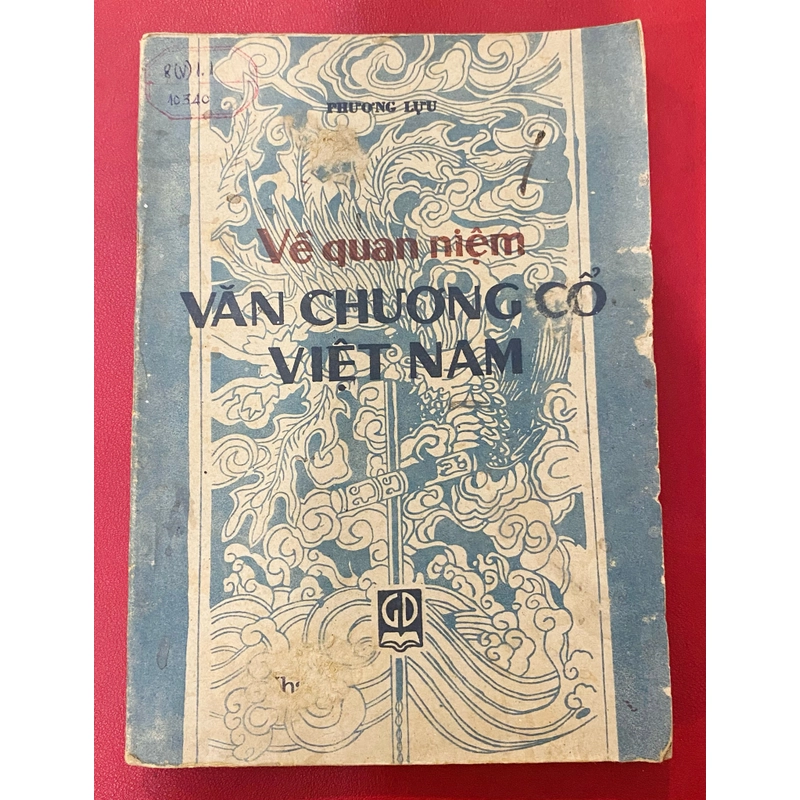 8(V)1.1
10340
PHƯƠNG LỰU
Về quan niệm
VĂN CHƯƠNG CỔ
VIỆT NAM
GD